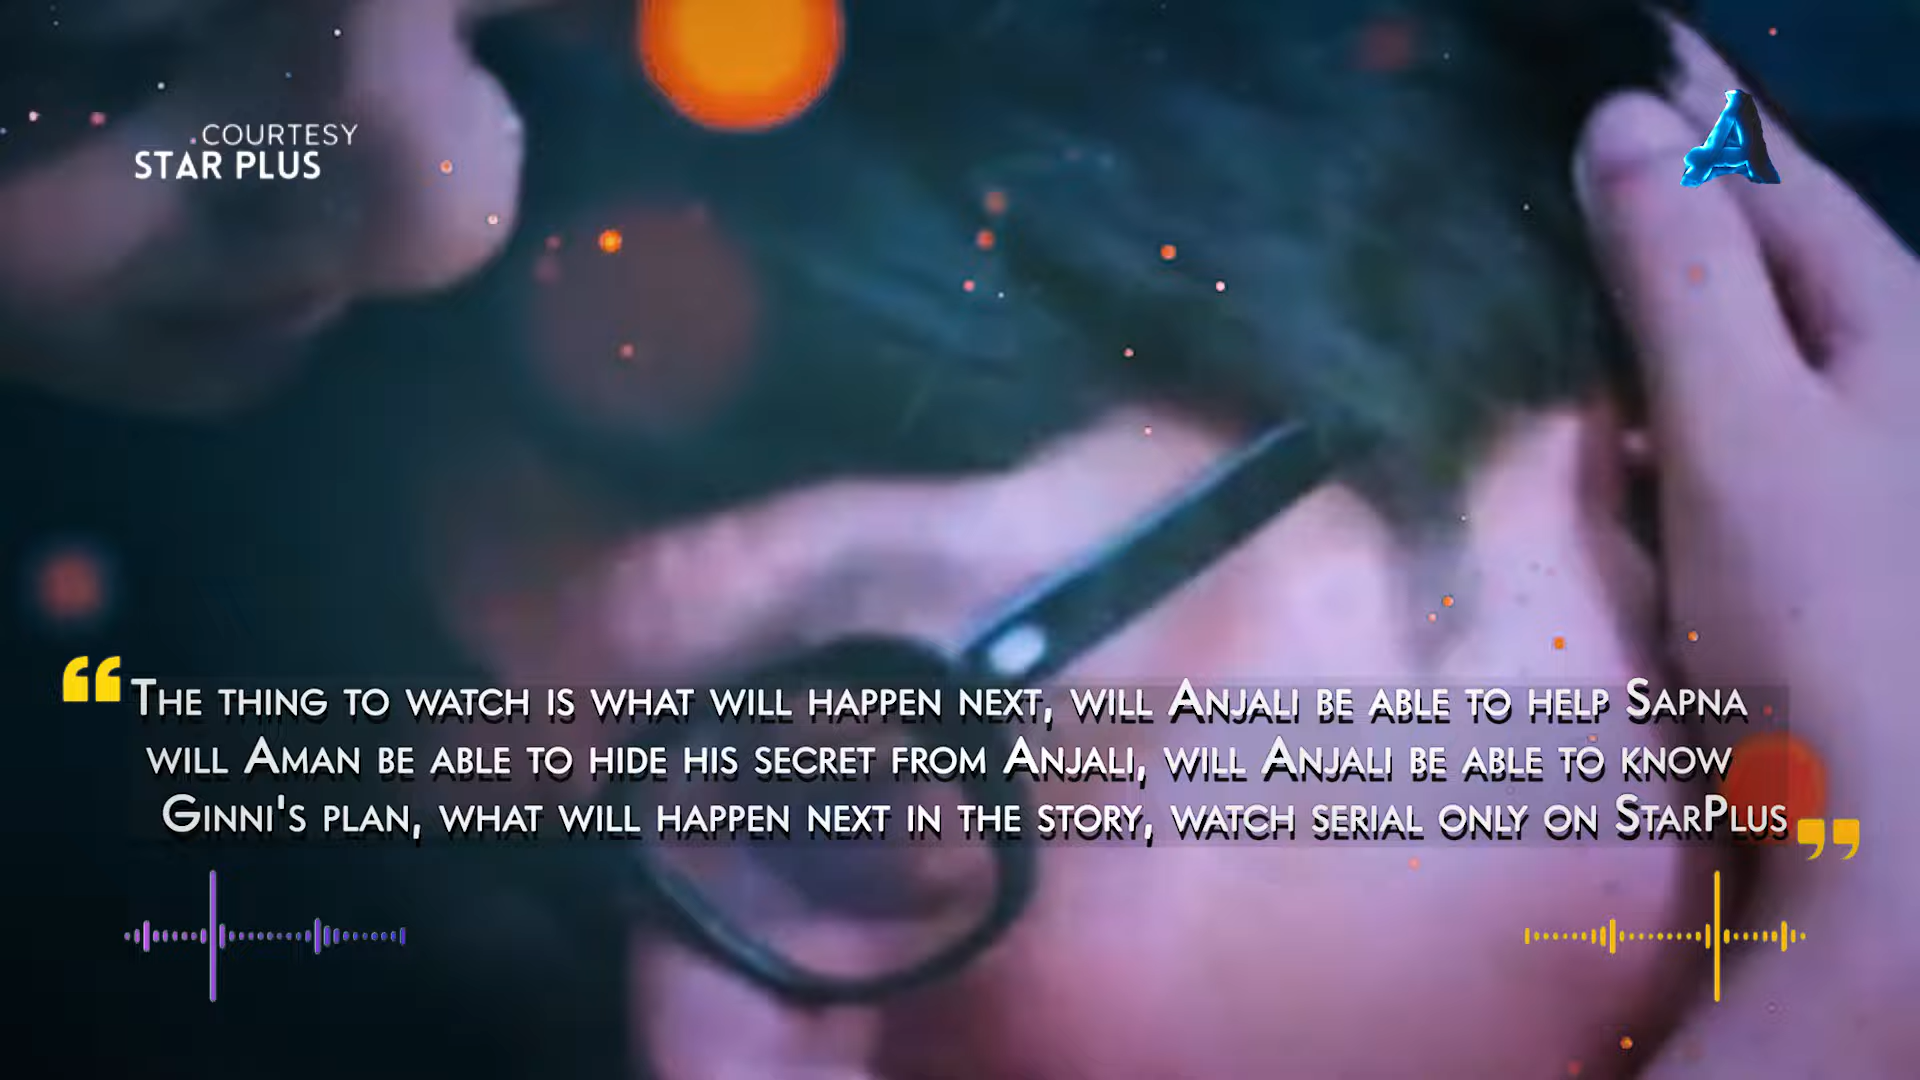 COURTESY
STAR PLUS
A
“The thing to watch is what will happen next, will Anjali be able to help Sapna
will Aman be able to hide his secret from Anjali, will Anjali be able to know
Ginni's plan, what will happen next in the story, watch serial only on StarPlus”